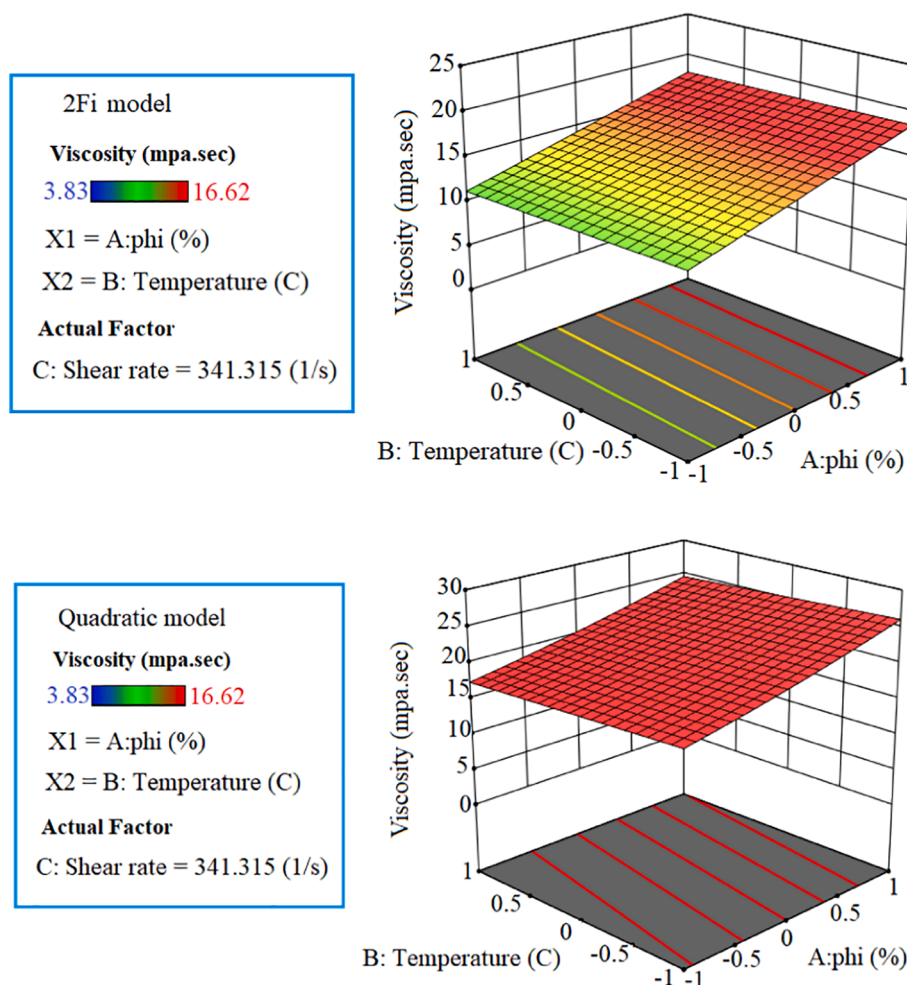 2Fi model
Viscosity (mpa.sec)
3.83 16.62
X1 = A:phi (%)
X2 = B: Temperature (C)
Actual Factor
C: Shear rate = 341.315 (1/s)
25
20
15
10
5
0
Viscosity (mpa.sec)
1
0.5
0
-0.5
-1
B: Temperature (C)
-1
-0.5
0
0.5
1
A:phi (%)
Quadratic model
Viscosity (mpa.sec)
3.83 16.62
X1 = A:phi (%)
X2 = B: Temperature (C)
Actual Factor
C: Shear rate = 341.315 (1/s)
30
25
20
15
10
5
0
Viscosity (mpa.sec)
1
0.5
0
-0.5
-1
B: Temperature (C)
-1
-0.5
0
0.5
1
A:phi (%)